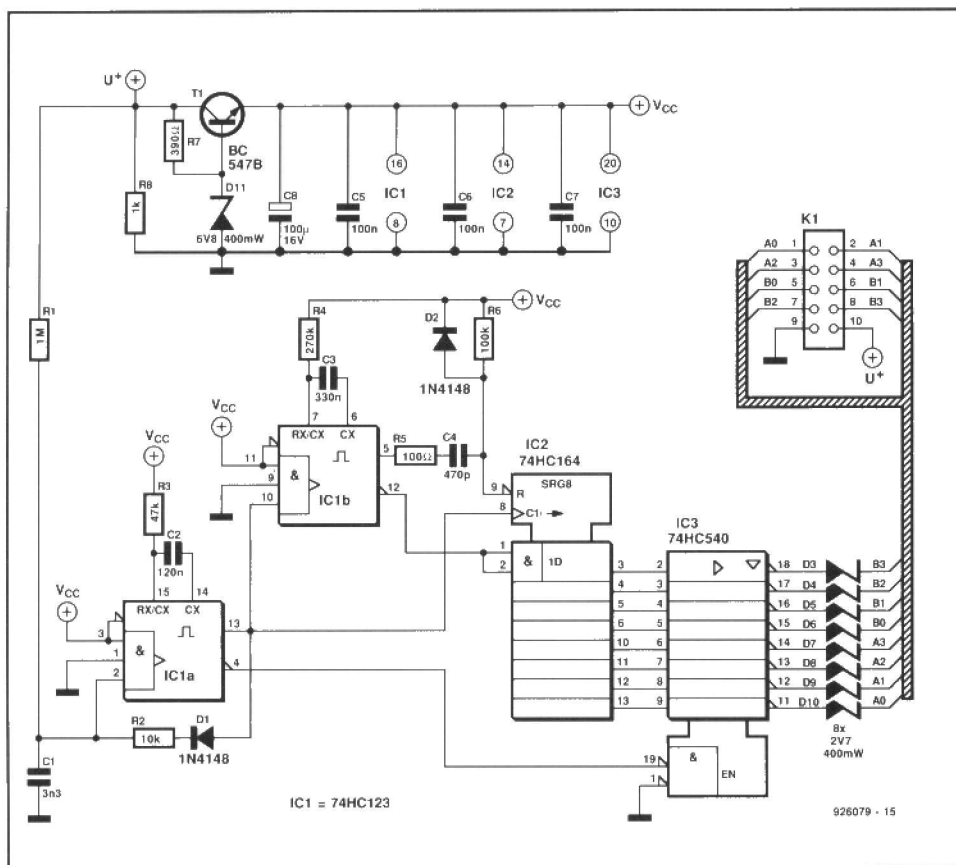 U+
T1
VCC
R7
390Ω
BC
547B
R8
1k
D11
6V8
400mW
C8
100µ
16V
C5
100n
16
IC1
8
C6
100n
14
IC2
7
C7
100n
20
IC3
10
K1
A0 1 2 A1
A2 3 4 A3
B0 5 6 B1
B2 7 8 B3
9 10
U+
R1
1M
R4
270k
C3
330n
D2
1N4148
R6
100k
VCC
7 6
RX/CX CX
VCC
11
9
10
&
IC1b
5
12
R5
100Ω
C4
470p
IC2
74HC164
9 R
SRG8
8 C1
1
2
& 1D
3 2
4 3
5 4
6 5
10 6
11 7
12 8
13 9
IC3
74HC540
18 D3 B3
17 D4 B2
16 D5 B1
15 D6 B0
14 D7 A3
13 D8 A2
12 D9 A1
11 D10 A0
8x
2V7
400mW
19
1
&
EN
VCC
R3
47k
C2
120n
15 14
RX/CX CX
VCC
3
1
2
&
IC1a
13
4
R2
10k
D1
1N4148
C1
3n3
IC1 = 74HC123
926079 - 15